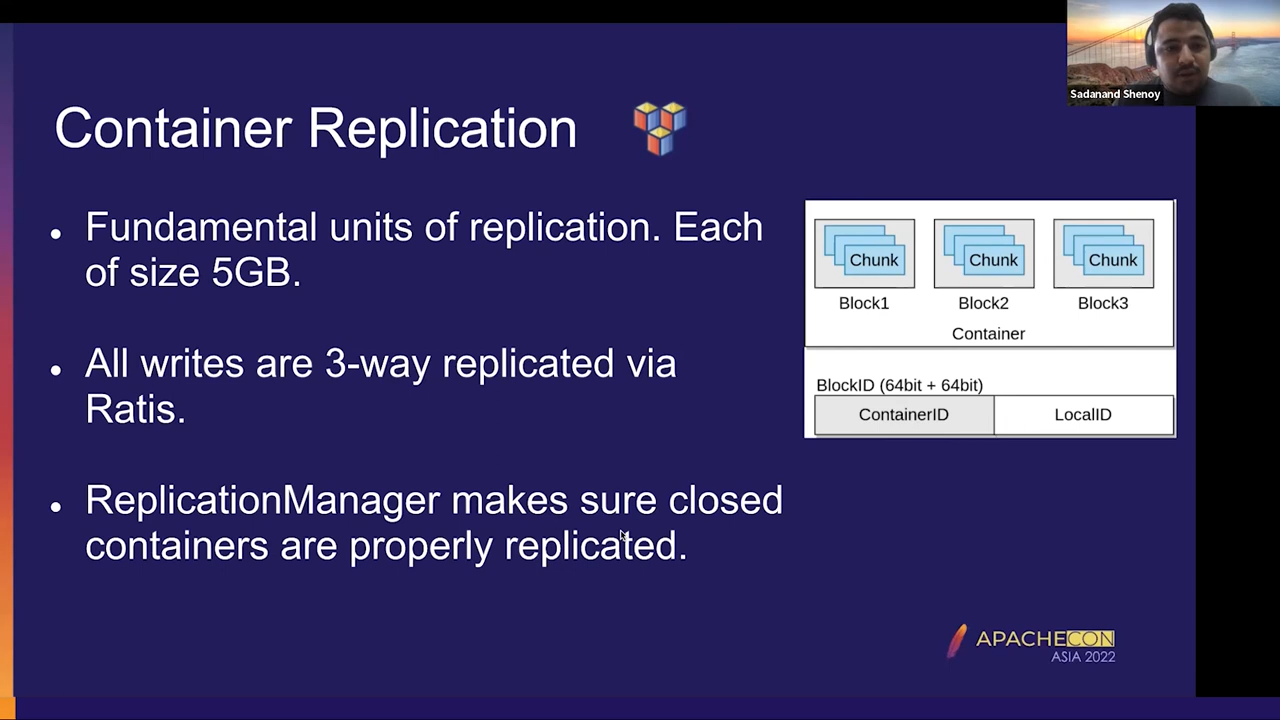 Sadanand Shenoy
Container Replication
• Fundamental units of replication. Each
of size 5GB.
• All writes are 3-way replicated via
Ratis.
• ReplicationManager makes sure closed
containers are properly replicated.
Chunk
Chunk
Chunk
Block1
Block2
Block3
Container
BlockID (64bit + 64bit)
ContainerID
LocalID
APACHECON
ASIA 2022